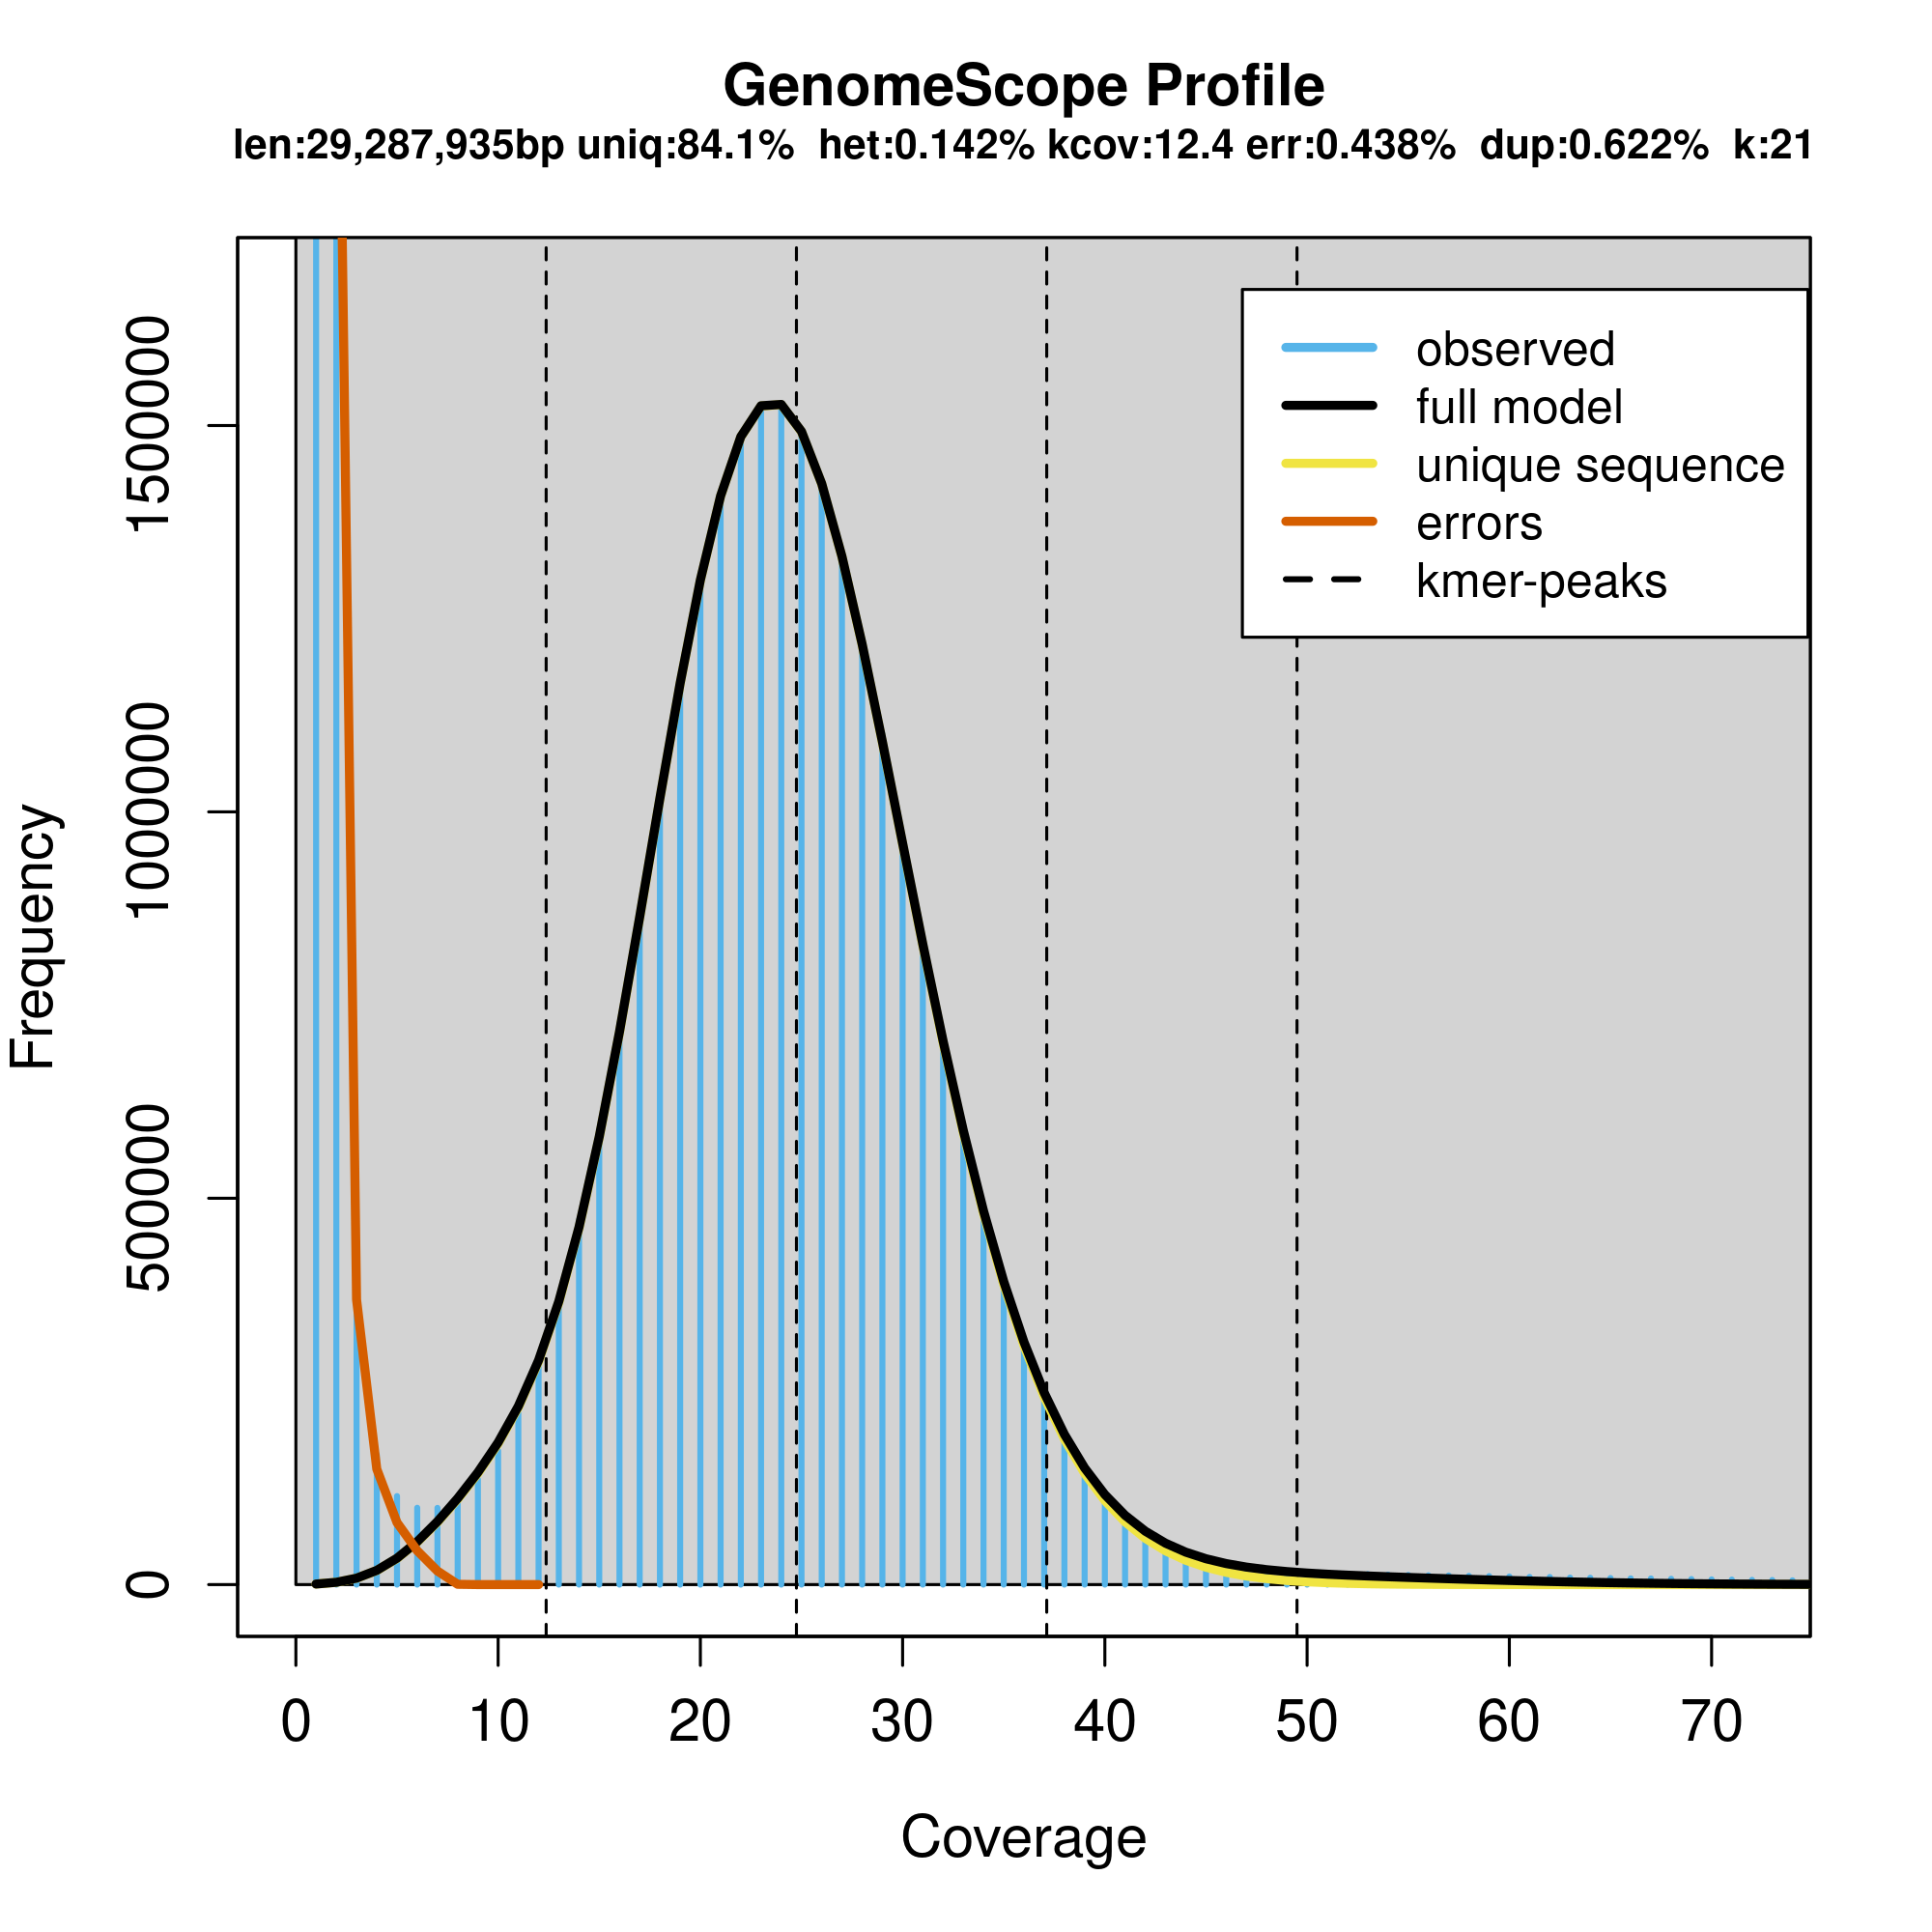 GenomeScope Profile
len:29,287,935bp uniq:84.1% het:0.142% kcov:12.4 err:0.438% dup:0.622% k:21
observed
full model
unique sequence
errors
kmer-peaks
Frequency
1500000
1000000
500000
0
0 10 20 30 40 50 60 70
Coverage